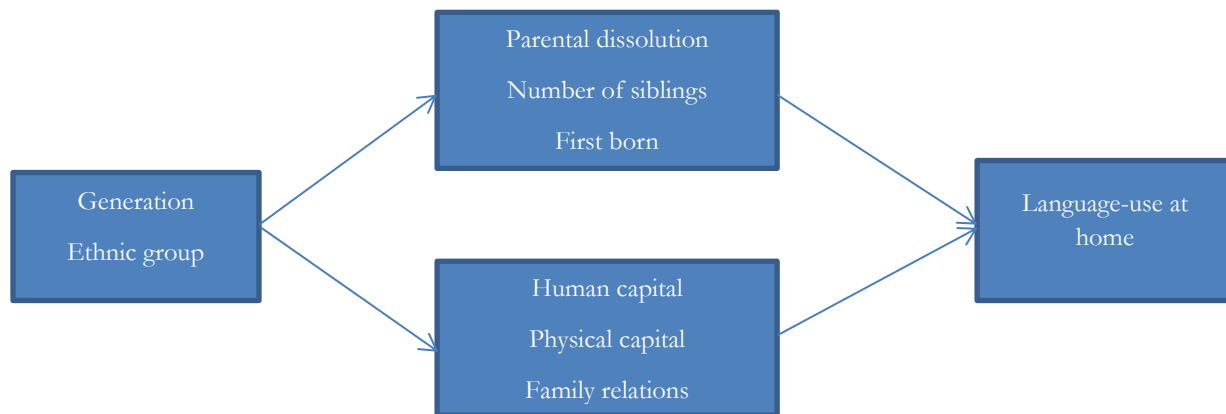 Parental dissolution
Number of siblings
First born
Generation
Ethnic group
Language-use at
home
Human capital
Physical capital
Family relations